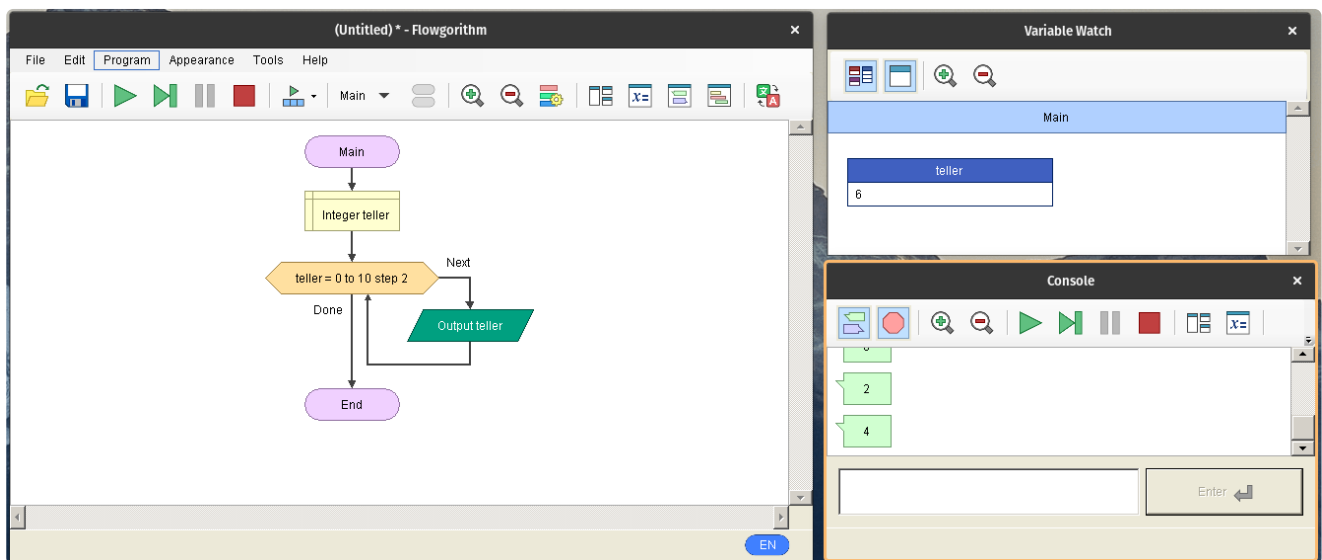 (Untitled) * - Flowgorithm
File Edit Program Appearance Tools Help
Main
Main
Integer teller
teller = 0 to 10 step 2
Next
Done
Output teller
End
EN
Variable Watch
Main
teller
6
Console
2
4
Enter